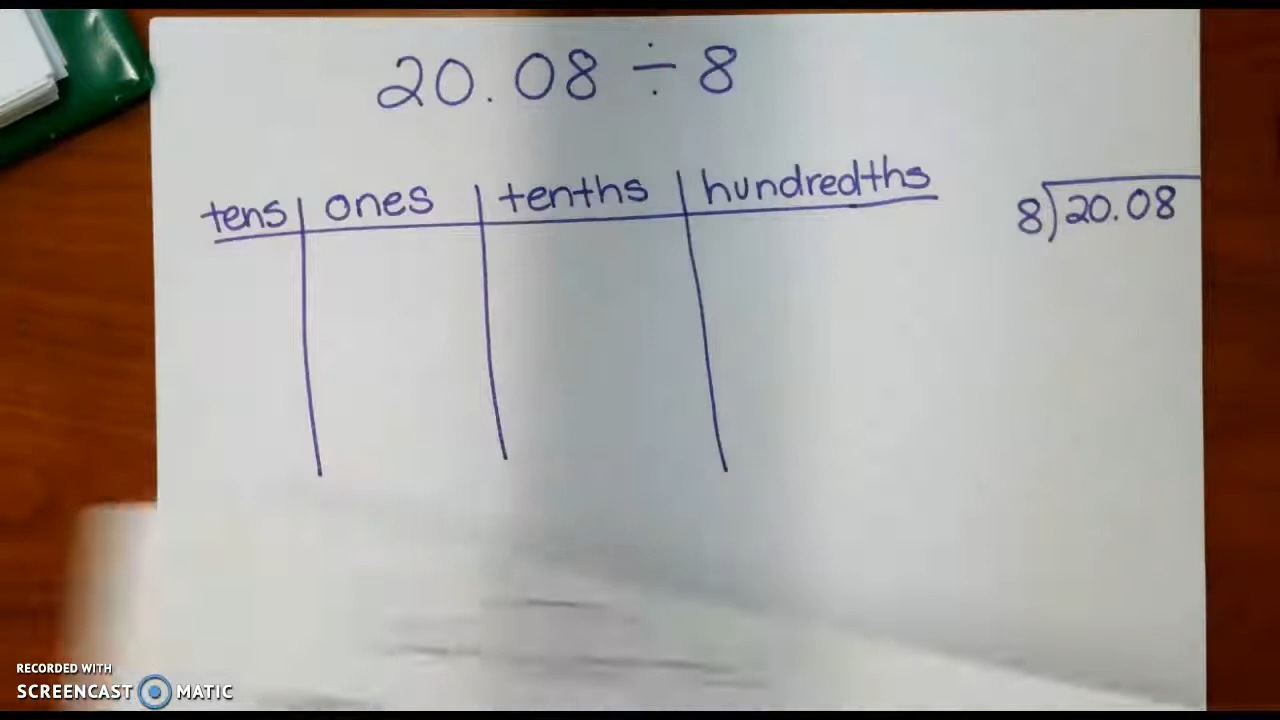 20.08 ÷ 8
tens ones tenths hundredths
8)20.08
RECORDED WITH
SCREENCAST MATIC